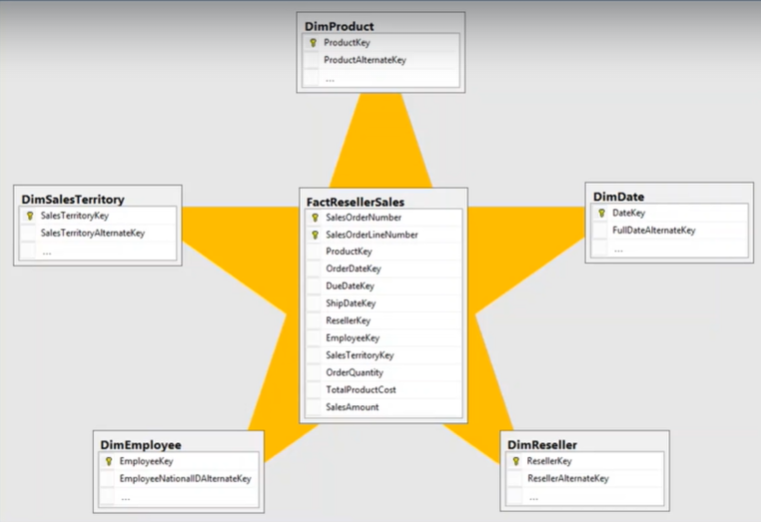 DimProduct
ProductKey
ProductAlternateKey
...
DimSalesTerritory
SalesTerritoryKey
SalesTerritoryAlternateKey
...
FactResellerSales
SalesOrderNumber
SalesOrderLineNumber
ProductKey
OrderDateKey
DueDateKey
ShipDateKey
ResellerKey
EmployeeKey
SalesTerritoryKey
OrderQuantity
TotalProductCost
SalesAmount
DimDate
DateKey
FullDateAlternateKey
...
DimEmployee
EmployeeKey
EmployeeNationalIDAlternateKey
...
DimReseller
ResellerKey
ResellerAlternateKey
...